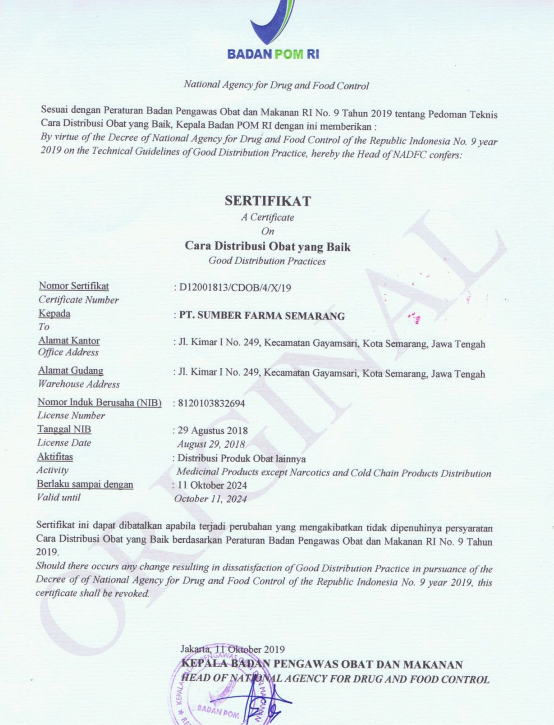 BADAN POM RI
National Agency for Drug and Food Control
Sesuai dengan Peraturan Badan Pengawas Obat dan Makanan RI No. 9 Tahun 2019 tentang Pedoman Teknis
Cara Distribusi Obat yang Baik, Kepala Badan POM RI dengan ini memberikan :
By virtue of the Decree of National Agency for Drug and Food Control of the Republic Indonesia No. 9 year
2019 on the Technical Guidelines of Good Distribution Practice, hereby the Head of NADFC confers:
SERTIFIKAT
A Certificate
On
Cara Distribusi Obat yang Baik
Good Distribution Practices
Nomor Sertifikat : D12001813/CDOB/4/X/19
Certificate Number
Kepada : PT. SUMBER FARMA SEMARANG
To
Alamat Kantor : Jl. Kimar I No. 249, Kecamatan Gayamsari, Kota Semarang, Jawa Tengah
Office Address
Alamat Gudang : Jl. Kimar I No. 249, Kecamatan Gayamsari, Kota Semarang, Jawa Tengah
Warehouse Address
Nomor Induk Berusaha (NIB) : 8120103832694
License Number
Tanggal NIB : 29 Agustus 2018
License Date August 29, 2018
Aktifitas : Distribusi Produk Obat lainnya
Activity Medicinal Products except Narcotics and Cold Chain Products Distribution
Berlaku sampai dengan : 11 Oktober 2024
Valid until October 11, 2024
Sertifikat ini dapat dibatalkan apabila terjadi perubahan yang mengakibatkan tidak dipenuhinya persyaratan
Cara Distribusi Obat yang Baik berdasarkan Peraturan Badan Pengawas Obat dan Makanan RI No. 9 Tahun
2019.
Should there occurs any change resulting in dissatisfaction of Good Distribution Practice in pursuance of the
Decree of of National Agency for Drug and Food Control of the Republic Indonesia No. 9 year 2019, this
certificate shall be revoked.
ORIGINAL
Jakarta, 11 Oktober 2019
KEPALA BADAN PENGAWAS OBAT DAN MAKANAN
HEAD OF NATIONAL AGENCY FOR DRUG AND FOOD CONTROL
BADAN POM